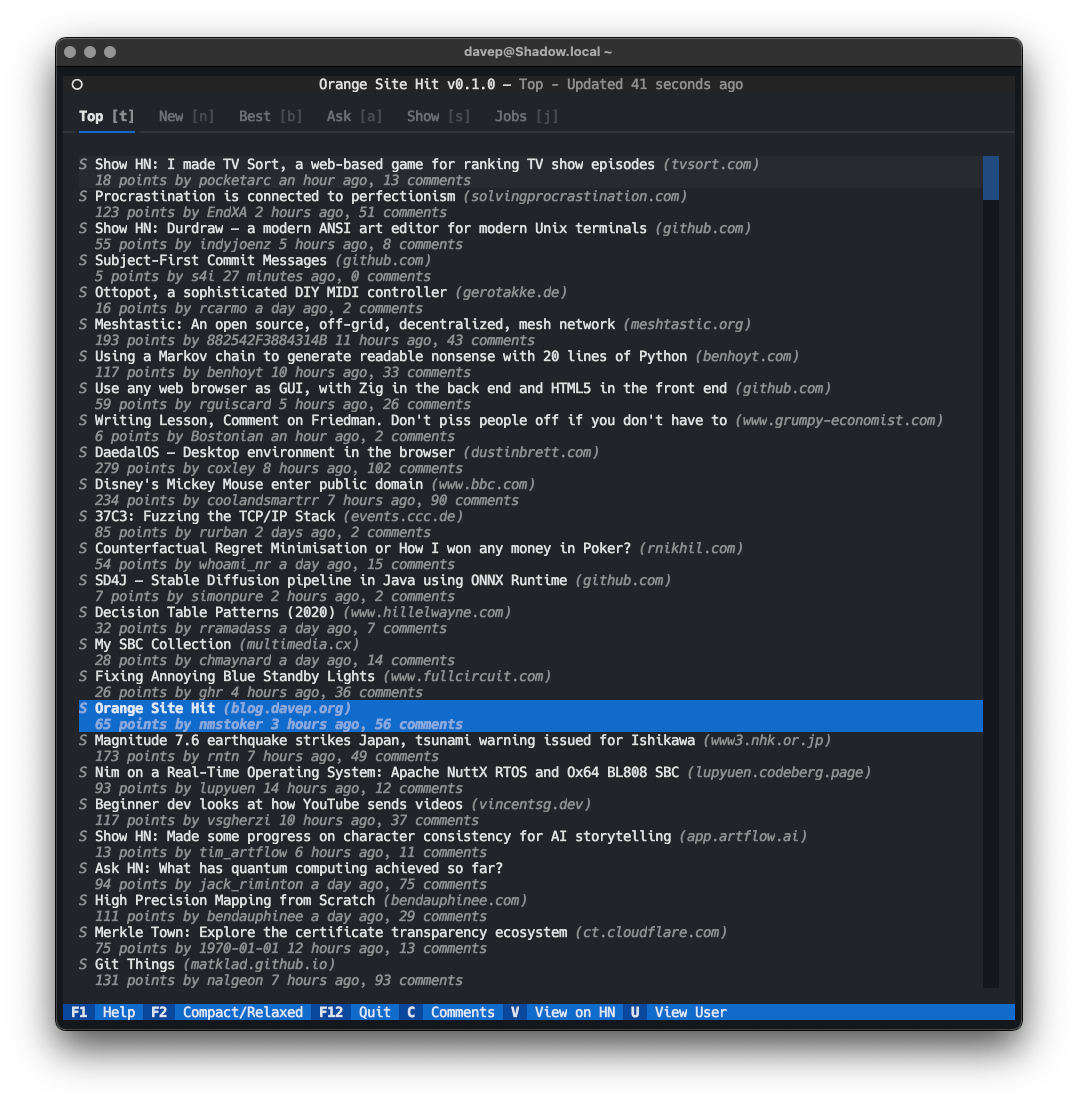 davep@Shadow.local ~
Orange Site Hit v0.1.0 — Top - Updated 41 seconds ago
Top [t] New [n] Best [b] Ask [a] Show [s] Jobs [j]
S Show HN: I made TV Sort, a web-based game for ranking TV show episodes (tvsort.com)
18 points by pocketarc an hour ago, 13 comments
S Procrastination is connected to perfectionism (solvingprocrastination.com)
123 points by EndXA 2 hours ago, 51 comments
S Show HN: Durdraw – a modern ANSI art editor for modern Unix terminals (github.com)
55 points by indyjoenz 5 hours ago, 8 comments
S Subject-First Commit Messages (github.com)
5 points by s4i 27 minutes ago, 0 comments
S Ottopot, a sophisticated DIY MIDI controller (gerotakke.de)
16 points by rcarmo a day ago, 2 comments
S Meshtastic: An open source, off-grid, decentralized, mesh network (meshtastic.org)
193 points by 882542F3884314B 11 hours ago, 43 comments
S Using a Markov chain to generate readable nonsense with 20 lines of Python (benhoyt.com)
117 points by benhoyt 10 hours ago, 33 comments
S Use any web browser as GUI, with Zig in the back end and HTML5 in the front end (github.com)
59 points by rguiscard 5 hours ago, 26 comments
S Writing Lesson, Comment on Friedman. Don't piss people off if you don't have to (www.grumpy-economist.com)
6 points by Bostonian an hour ago, 2 comments
S DaedalOS – Desktop environment in the browser (dustinbrett.com)
279 points by coxley 8 hours ago, 102 comments
S Disney's Mickey Mouse enter public domain (www.bbc.com)
234 points by coolandsmartrr 7 hours ago, 90 comments
S 37C3: Fuzzing the TCP/IP Stack (events.ccc.de)
85 points by rurban 2 days ago, 2 comments
S Counterfactual Regret Minimisation or How I won any money in Poker? (rnikhil.com)
54 points by whoami_nr a day ago, 15 comments
S SD4J – Stable Diffusion pipeline in Java using ONNX Runtime (github.com)
7 points by simonpure 2 hours ago, 2 comments
S Decision Table Patterns (2020) (www.hillelwayne.com)
32 points by rramadass a day ago, 7 comments
S My SBC Collection (multimedia.cx)
28 points by chmaynard a day ago, 14 comments
S Fixing Annoying Blue Standby Lights (www.fullcircuit.com)
26 points by ghr 4 hours ago, 36 comments
S Orange Site Hit (blog.davep.org)
65 points by nmstoker 3 hours ago, 56 comments
S Magnitude 7.6 earthquake strikes Japan, tsunami warning issued for Ishikawa (www3.nhk.or.jp)
173 points by rntn 7 hours ago, 49 comments
S Nim on a Real-Time Operating System: Apache NuttX RTOS and Ox64 BL808 SBC (lupyuen.codeberg.page)
93 points by lupyuen 14 hours ago, 12 comments
S Beginner dev looks at how YouTube sends videos (vincentsg.dev)
117 points by vsgherzi 10 hours ago, 37 comments
S Show HN: Made some progress on character consistency for AI storytelling (app.artflow.ai)
13 points by tim_artflow 6 hours ago, 11 comments
S Ask HN: What has quantum computing achieved so far?
94 points by jack_riminton a day ago, 75 comments
S High Precision Mapping from Scratch (bendauphinee.com)
111 points by bendauphinee a day ago, 29 comments
S Merkle Town: Explore the certificate transparency ecosystem (ct.cloudflare.com)
75 points by 1970-01-01 12 hours ago, 13 comments
S Git Things (matklad.github.io)
131 points by nalgeon 7 hours ago, 93 comments
F1 Help F2 Compact/Relaxed F12 Quit C Comments V View on HN U View User